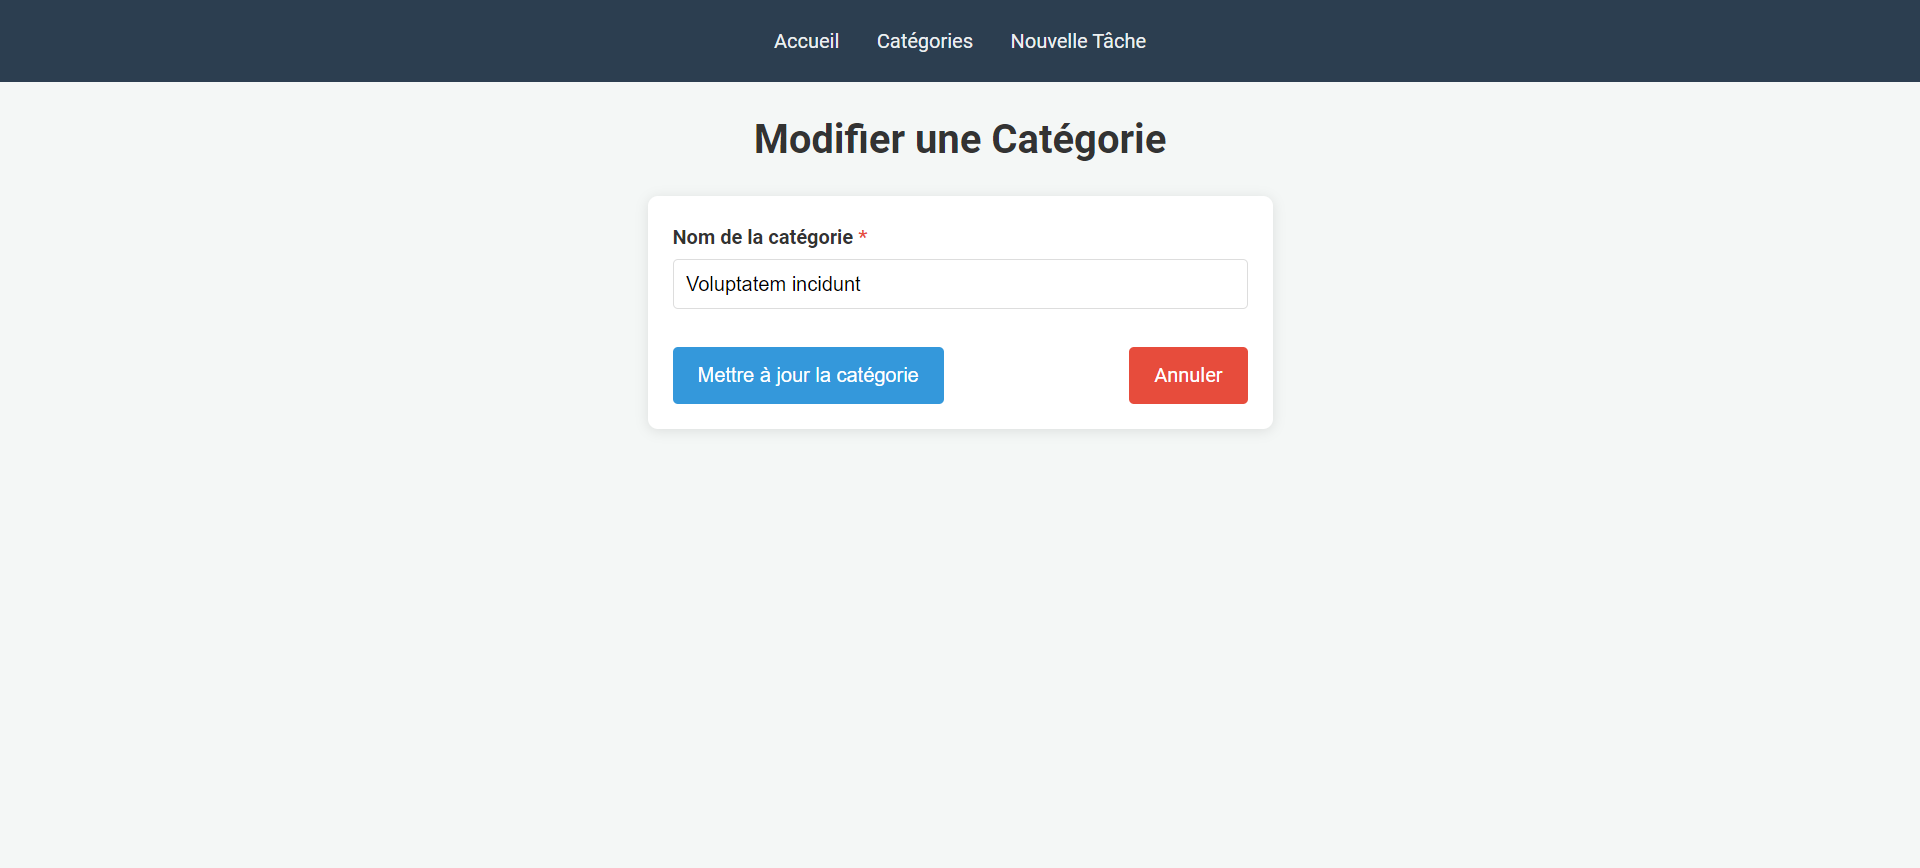 Accueil Catégories Nouvelle Tâche
Modifier une Catégorie
Nom de la catégorie *
Voluptatem incidunt
Mettre à jour la catégorie Annuler